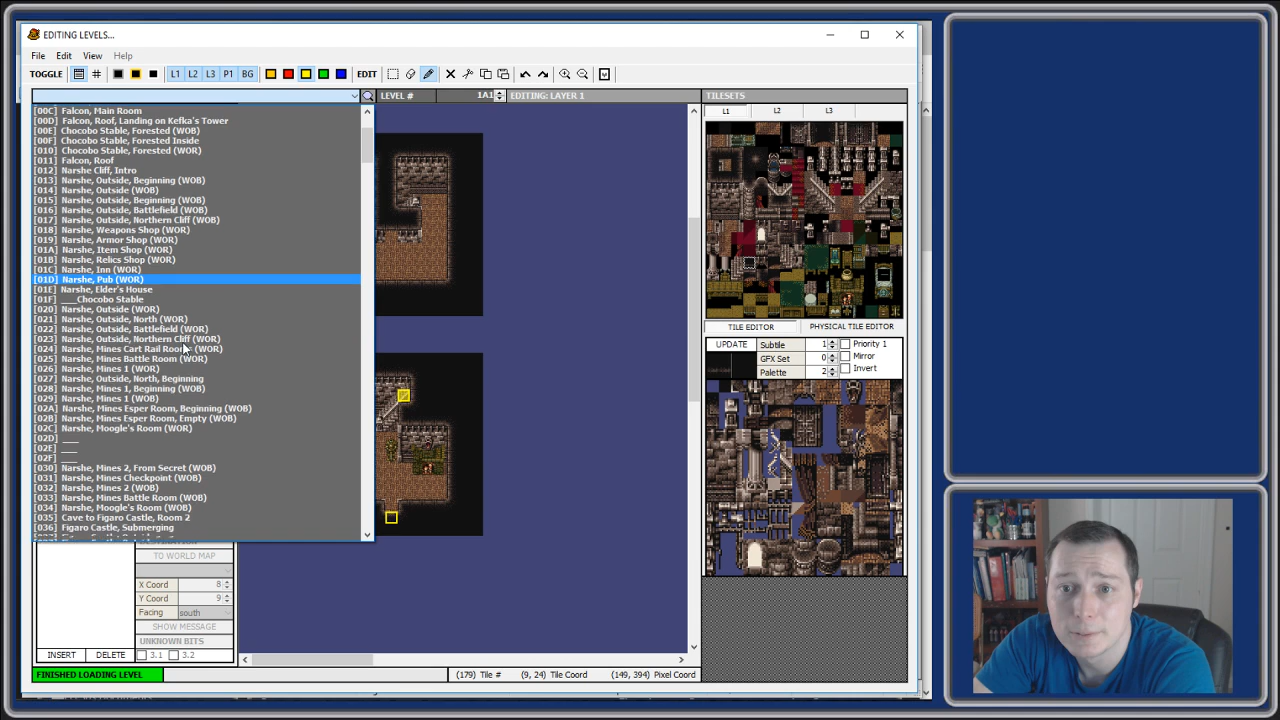 EDITING LEVELS...
File Edit View Help
TOGGLE L1 L2 L3 P1 BG EDIT
LEVEL # 1A1 EDITING: LAYER 1 TILESETS
L1 L2 L3
[00C] Falcon, Main Room
[00D] Falcon, Roof, Landing on Kefka's Tower
[00E] Chocobo Stable, Forested (WOB)
[00F] Chocobo Stable, Forested Inside
[010] Chocobo Stable, Forested (WOR)
[011] Falcon, Roof
[012] Narshe Cliff, Intro
[013] Narshe, Outside, Beginning (WOB)
[014] Narshe, Outside (WOB)
[015] Narshe, Outside, Beginning (WOB)
[016] Narshe, Outside, Battlefield (WOB)
[017] Narshe, Outside, Northern Cliff (WOB)
[018] Narshe, Weapons Shop (WOR)
[019] Narshe, Armor Shop (WOR)
[01A] Narshe, Item Shop (WOR)
[01B] Narshe, Relics Shop (WOR)
[01C] Narshe, Inn (WOR)
[01D] Narshe, Pub (WOR)
[01E] Narshe, Elder's House
[01F] ___Chocobo Stable
[020] Narshe, Outside (WOR)
[021] Narshe, Outside, North (WOR)
[022] Narshe, Outside, Battlefield (WOR)
[023] Narshe, Outside, Northern Cliff (WOR)
[024] Narshe, Mines Cart Rail Room (WOR)
[025] Narshe, Mines Battle Room (WOR)
[026] Narshe, Mines 1 (WOR)
[027] Narshe, Outside, North, Beginning
[028] Narshe, Mines 1, Beginning (WOB)
[029] Narshe, Mines 1 (WOB)
[02A] Narshe, Mines Esper Room, Beginning (WOB)
[02B] Narshe, Mines Esper Room, Empty (WOB)
[02C] Narshe, Moogle's Room (WOR)
[02D] ___
[02E] ___
[02F] ___
[030] Narshe, Mines 2, From Secret (WOB)
[031] Narshe, Mines Checkpoint (WOB)
[032] Narshe, Mines 2 (WOB)
[033] Narshe, Mines Battle Room (WOB)
[034] Narshe, Moogle's Room (WOB)
[035] Cave to Figaro Castle, Room 2
[036] Figaro Castle, Submerging
TILE EDITOR PHYSICAL TILE EDITOR
UPDATE Subtile 1 Priority 1
GFX Set 0 Mirror
Palette 2 Invert
TO WORLD MAP
X Coord 8
Y Coord 9
Facing south
SHOW MESSAGE
UNKNOWN BITS
INSERT DELETE 3.1 3.2
FINISHED LOADING LEVEL (179) Tile # (9, 24) Tile Coord (149, 394) Pixel Coord